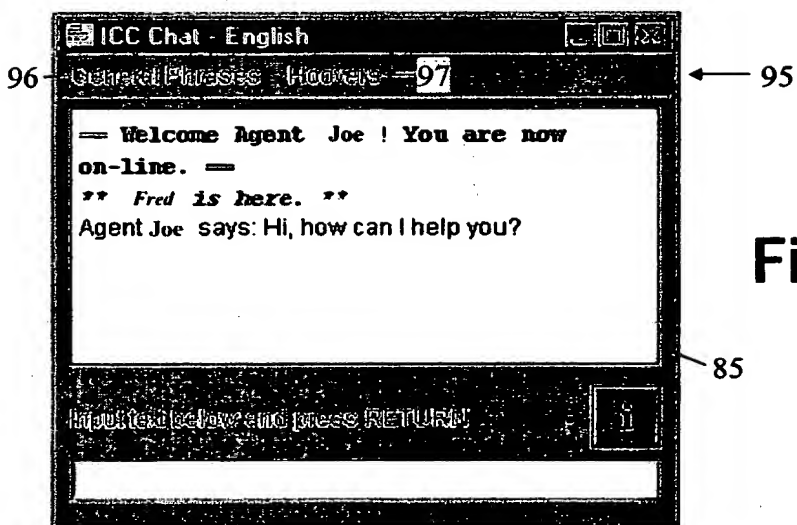 ICC Chat - English
96 General Phrases Hoovers 97 95
== Welcome Agent Joe ! You are now
on-line. ==
** Fred is here. **
Agent Joe says: Hi, how can I help you?
Fi
85
Input text below and press RETURN
i